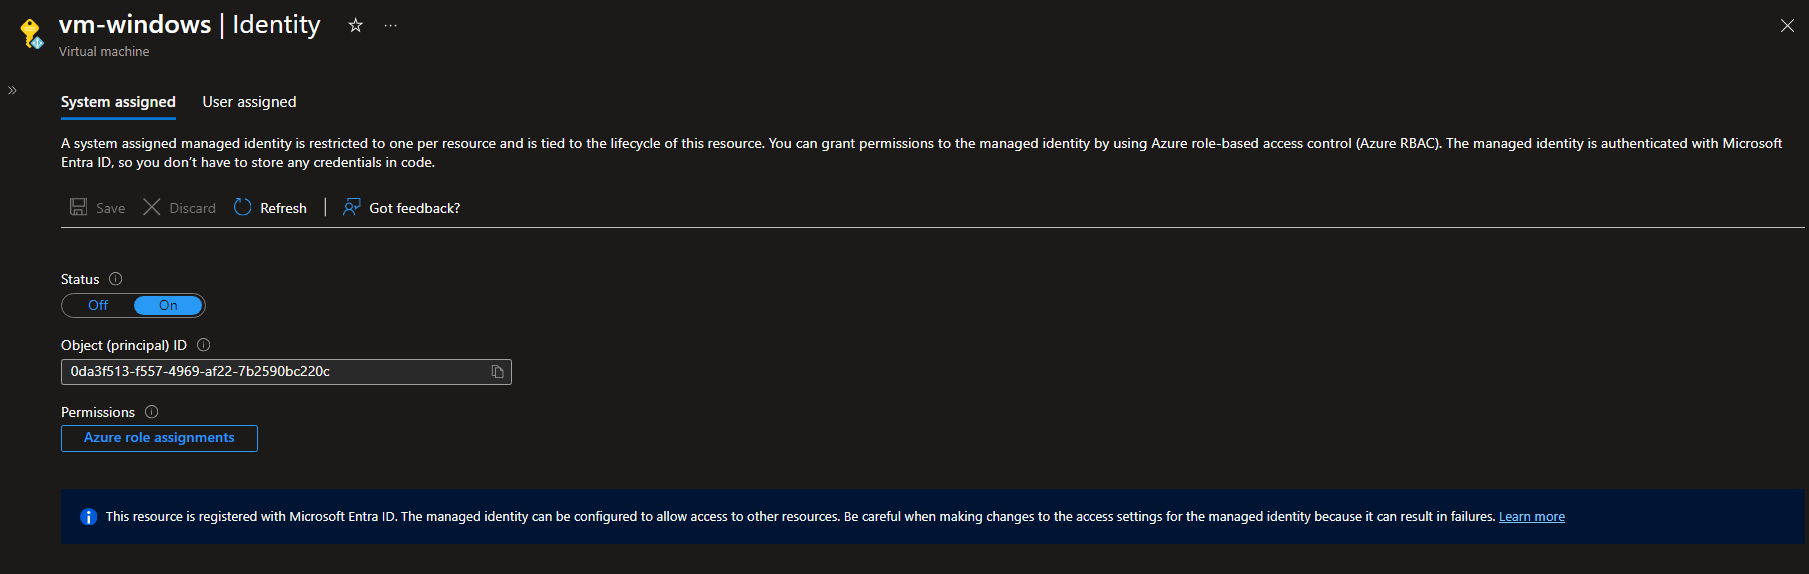 vm-windows | Identity
Virtual machine
System assigned
User assigned
A system assigned managed identity is restricted to one per resource and is tied to the lifecycle of this resource. You can grant permissions to the managed identity by using Azure role-based access control (Azure RBAC). The managed identity is authenticated with Microsoft
Entra ID, so you don’t have to store any credentials in code.
Save
Discard
Refresh
Got feedback?
Status
Off
On
Object (principal) ID
0da3f513-f557-4969-af22-7b2590bc220c
Permissions
Azure role assignments
This resource is registered with Microsoft Entra ID. The managed identity can be configured to allow access to other resources. Be careful when making changes to the access settings for the managed identity because it can result in failures. Learn more